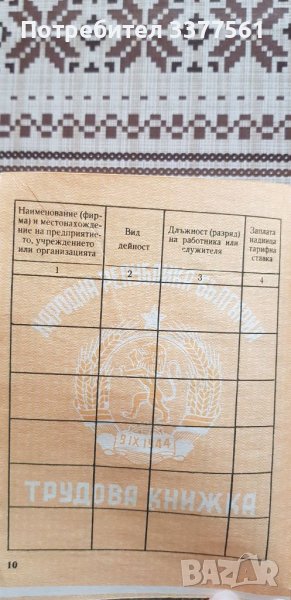 Потребител 3377561
Наименование (фир-
ма) и местонахожде-
ние на предприятие-
то, учреждението
или организацията
Вид
дейност
Длъжност (разряд)
на работника или
служителя
Заплата
надница
тарифна
ставка
1 2 3 4
НАРОДНА РЕПУБЛИКА БЪЛГАРИЯ
9 IX 1944
ТРУДОВА КНИЖКА
10
BAZAR